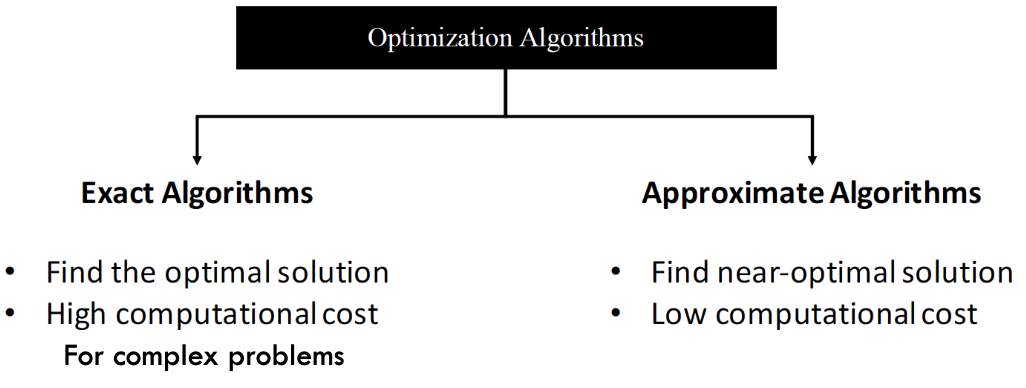 Optimization Algorithms
Exact Algorithms
• Find the optimal solution
• High computational cost
For complex problems
Approximate Algorithms
• Find near-optimal solution
• Low computational cost